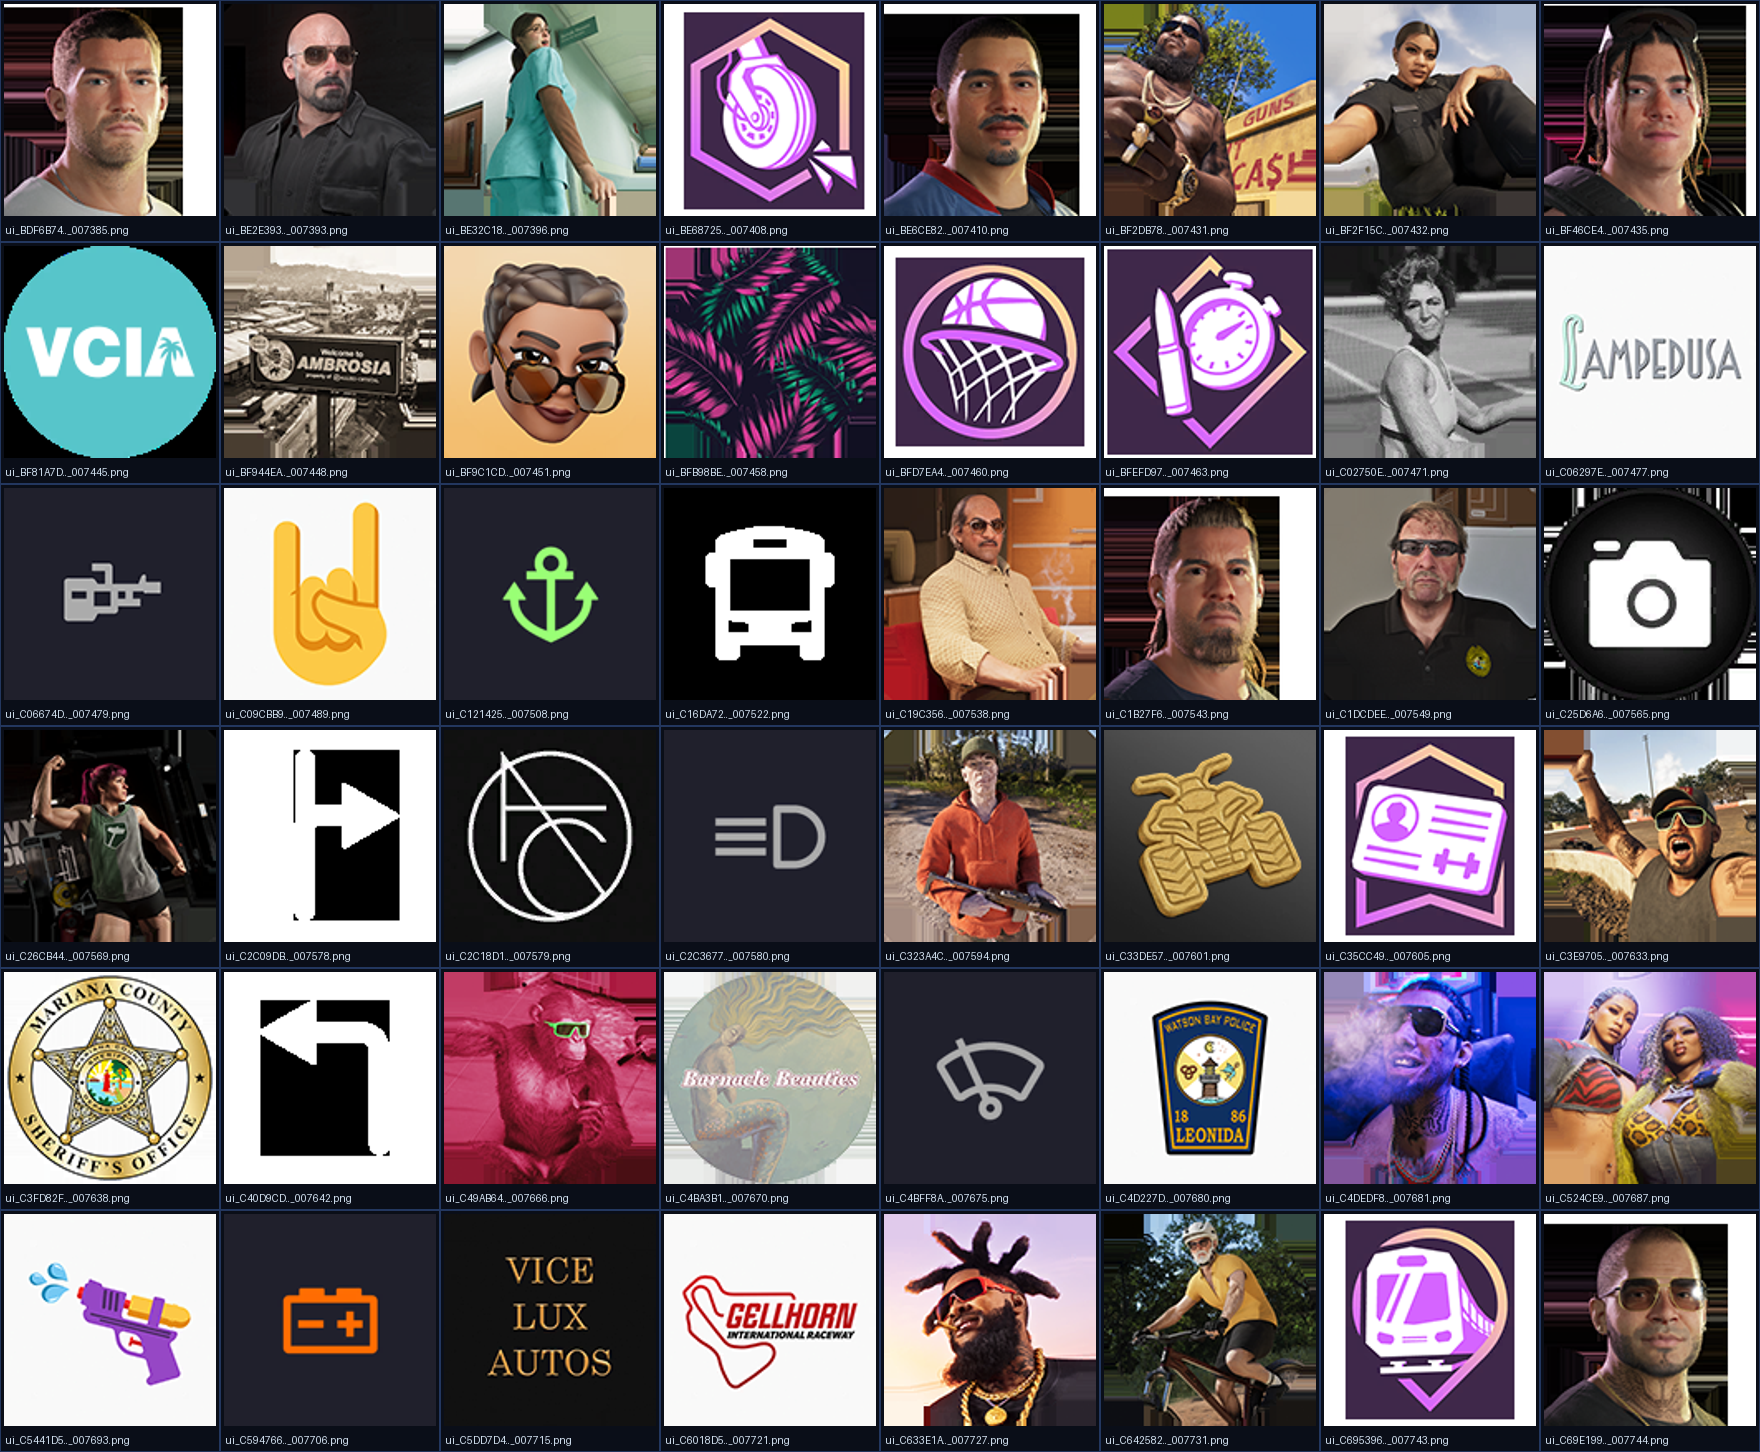 GUNS
CA$L
ui_BDF6B74.._007385.png
ui_BE2E393.._007393.png
ui_BE32C18.._007396.png
ui_BE68725.._007408.png
ui_BE6CE82.._007410.png
ui_BF2DB78.._007431.png
ui_BF2F15C.._007432.png
ui_BF46CE4.._007435.png
VCIA
Welcome to
AMBROSIA
LAMPEDUSA
ui_BF81A7D.._007445.png
ui_BF944EA.._007448.png
ui_BF9C1CD.._007451.png
ui_BFB98BE.._007458.png
ui_BFD7EA4.._007460.png
ui_BFEFD97.._007463.png
ui_C02750E.._007471.png
ui_C06297E.._007477.png
ui_C06674D.._007479.png
ui_C09CBB9.._007489.png
ui_C121425.._007508.png
ui_C16DA72.._007522.png
ui_C19C356.._007538.png
ui_C1B27F6.._007543.png
ui_C1DCDEE.._007549.png
ui_C25D6A6.._007565.png
ui_C26CB44.._007569.png
ui_C2C09DB.._007578.png
ui_C2C18D1.._007579.png
ui_C2C3677.._007580.png
ui_C323A4C.._007594.png
ui_C33DE57.._007601.png
ui_C35CC49.._007605.png
ui_C3E9705.._007633.png
MARIANA COUNTY
SHERIFF'S OFFICE
Barnacle Beauties
WATSON BAY POLICE
18 86
LEONIDA
ui_C3FD82F.._007638.png
ui_C40D9CD.._007642.png
ui_C49AB64.._007666.png
ui_C4BA3B1.._007670.png
ui_C4BFF8A.._007675.png
ui_C4D227D.._007680.png
ui_C4DEDF8.._007681.png
ui_C524CE9.._007687.png
VICE
LUX
AUTOS
GELLHORN
INTERNATIONAL RACEWAY
ui_C5441D5.._007693.png
ui_C594766.._007706.png
ui_C5DD7D4.._007715.png
ui_C6018D5.._007721.png
ui_C633E1A.._007727.png
ui_C642582.._007731.png
ui_C695396.._007743.png
ui_C69E199.._007744.png